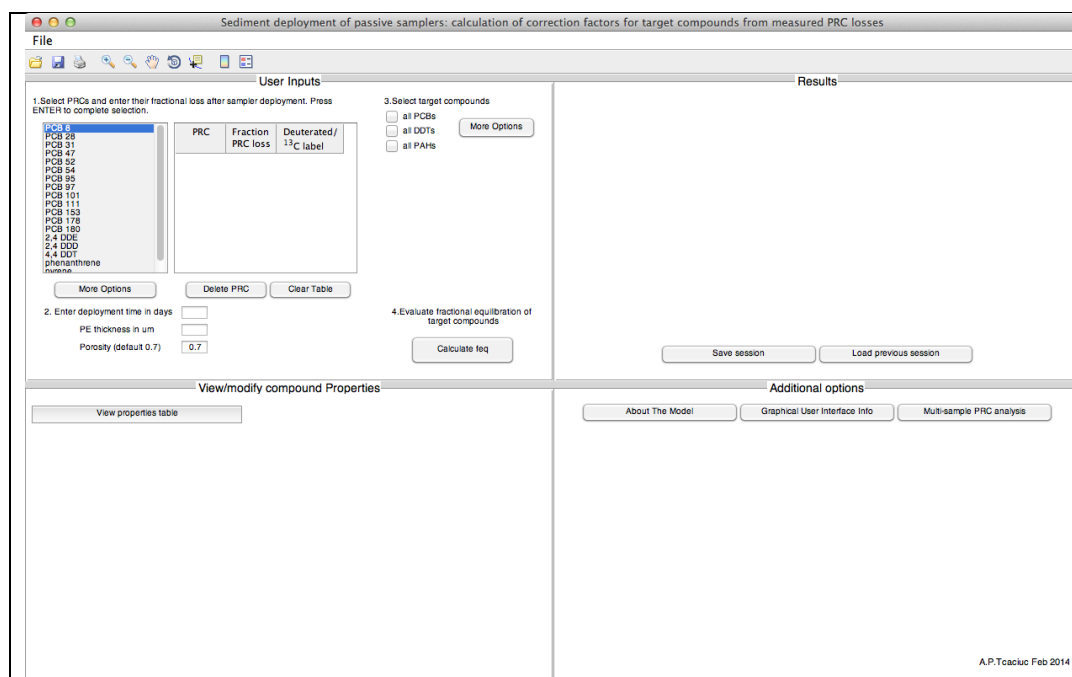 Sediment deployment of passive samplers: calculation of correction factors for target compounds from measured PRC losses
File
User Inputs
1.Select PRCs and enter their fractional loss after sampler deployment. Press
ENTER to complete selection.
PCB 8
PCB 28
PCB 31
PCB 47
PCB 52
PCB 54
PCB 95
PCB 97
PCB 101
PCB 111
PCB 153
PCB 178
PCB 180
2,4 DDE
2,4 DDD
4,4 DDT
phenanthrene
pyrene
PRC
Fraction
PRC loss
Deuterated/
13C label
More Options
Delete PRC
Clear Table
2. Enter deployment time in days
PE thickness in um
Porosity (default 0.7)
0.7
3.Select target compounds
all PCBs
all DDTs
all PAHs
More Options
4.Evaluate fractional equilibration of
target compounds
Calculate feq
Results
Save session
Load previous session
View/modify compound Properties
View properties table
Additional options
About The Model
Graphical User Interface Info
Multi-sample PRC analysis
A.P.Tcaciuc Feb 2014